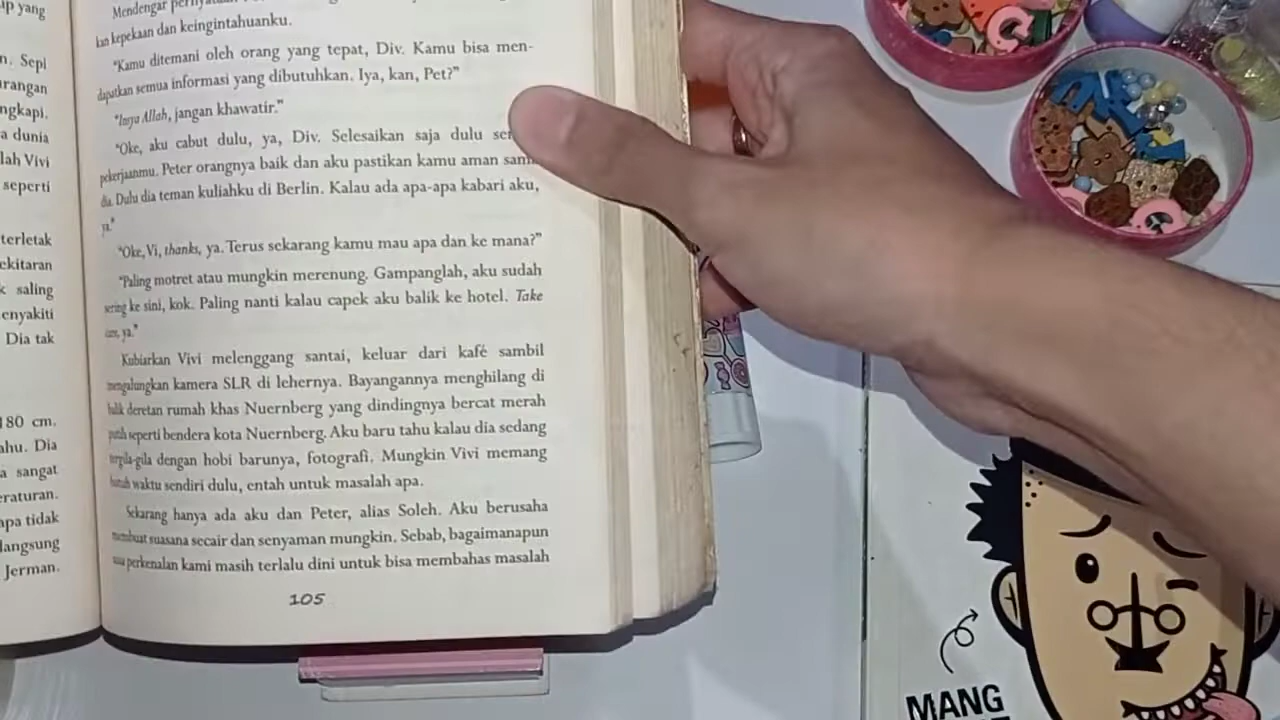 ip yang
n. Sepi
rangan
ngkapi.
a dunia
lah Vivi
seperti
terletak
ekitaran
k saling
enyakiti
Dia tak
180 cm.
ahu. Dia
a sangat
eraturan.
apa tidak
langsung
Jerman.
Mendengar
kan kepekaan dan keingintahuanku.
"Kamu ditemani oleh orang yang tepat, Div. Kamu bisa men-
dapatkan semua informasi yang dibutuhkan. Iya, kan, Pet?"
"Insya Allah, jangan khawatir."
"Oke, aku cabut dulu, ya, Div. Selesaikan saja dulu
pekerjaanmu. Peter orangnya baik dan aku pastikan kamu aman sama
dia. Dulu dia teman kuliahku di Berlin. Kalau ada apa-apa kabari aku,
ya."
"Oke, Vi, thanks, ya. Terus sekarang kamu mau apa dan ke mana?"
"Paling motret atau mungkin merenung. Gampanglah, aku sudah
sering ke sini, kok. Paling nanti kalau capek aku balik ke hotel. Take
care, ya."
Kubiarkan Vivi melenggang santai, keluar dari kafé sambil
mengalungkan kamera SLR di lehernya. Bayangannya menghilang di
balik deretan rumah khas Nuernberg yang dindingnya bercat merah
putih seperti bendera kota Nuernberg. Aku baru tahu kalau dia sedang
tergila-gila dengan hobi barunya, fotografi. Mungkin Vivi memang
butuh waktu sendiri dulu, entah untuk masalah apa.
Sekarang hanya ada aku dan Peter, alias Soleh. Aku berusaha
membuat suasana secair dan senyaman mungkin. Sebab, bagaimanapun
perkenalan kami masih terlalu dini untuk bisa membahas masalah
105
MANG